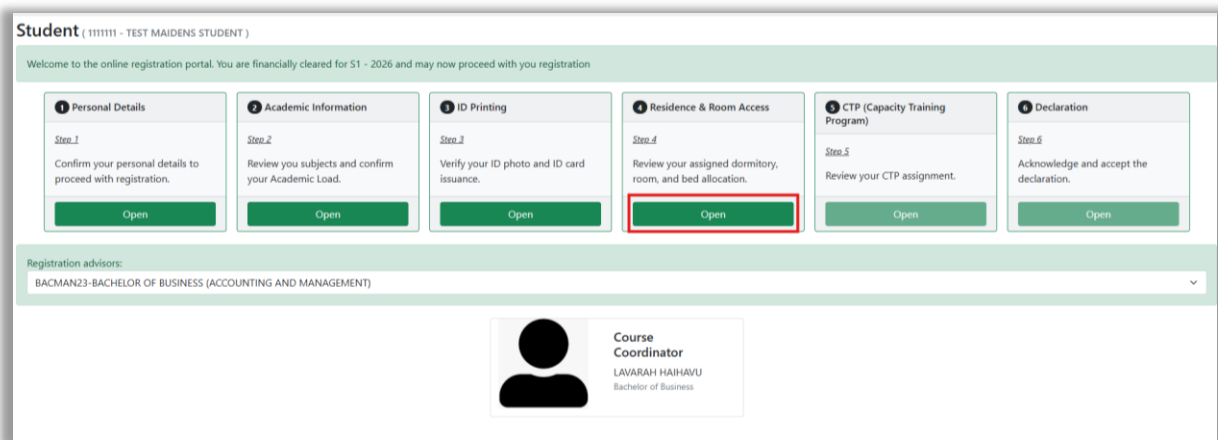 Student ( 1111111 - TEST MAIDENS STUDENT )
Welcome to the online registration portal. You are financially cleared for S1 - 2026 and may now proceed with you registration
1 Personal Details
Step 1
Confirm your personal details to
proceed with registration.
Open
2 Academic Information
Step 2
Review you subjects and confirm
your Academic Load.
Open
3 ID Printing
Step 3
Verify your ID photo and ID card
issuance.
Open
4 Residence & Room Access
Step 4
Review your assigned dormitory,
room, and bed allocation.
Open
5 CTP (Capacity Training
Program)
Step 5
Review your CTP assignment.
Open
6 Declaration
Step 6
Acknowledge and accept the
declaration.
Open
Registration advisors:
BACMAN23-BACHELOR OF BUSINESS (ACCOUNTING AND MANAGEMENT)
Course
Coordinator
LAVARAH HAIHAVU
Bachelor of Business